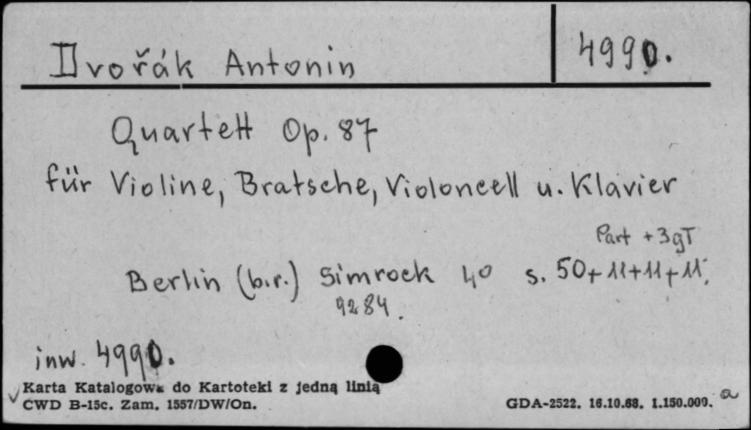 Dvořák Antonin 4990.
Quartett Op. 87
für Violine, Bratsche, Violoncell u. Klavier
Part + 3gT
Berlin (b.r.) Simrock 4o s. 50+11+11+11.
9284.
inw. 4990.
Karta Katalogowa do Kartoteki z jedną linią
CWD B-15c. Zam. 1557/DW/On. GDA-2522. 16.10.68. 1.150.000. a